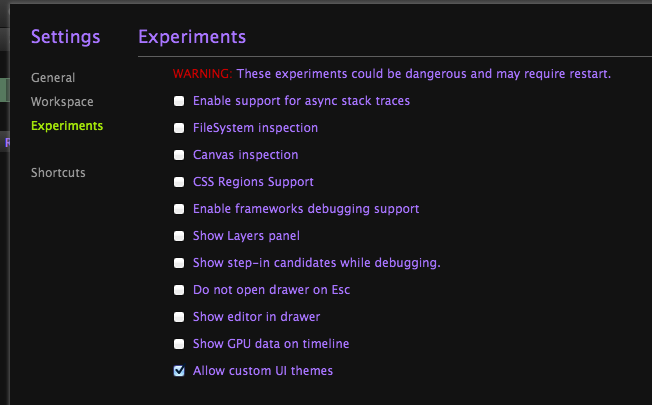 Settings
Experiments
General
Workspace
Experiments
Shortcuts
WARNING: These experiments could be dangerous and may require restart.
Enable support for async stack traces
FileSystem inspection
Canvas inspection
CSS Regions Support
Enable frameworks debugging support
Show Layers panel
Show step-in candidates while debugging.
Do not open drawer on Esc
Show editor in drawer
Show GPU data on timeline
Allow custom UI themes